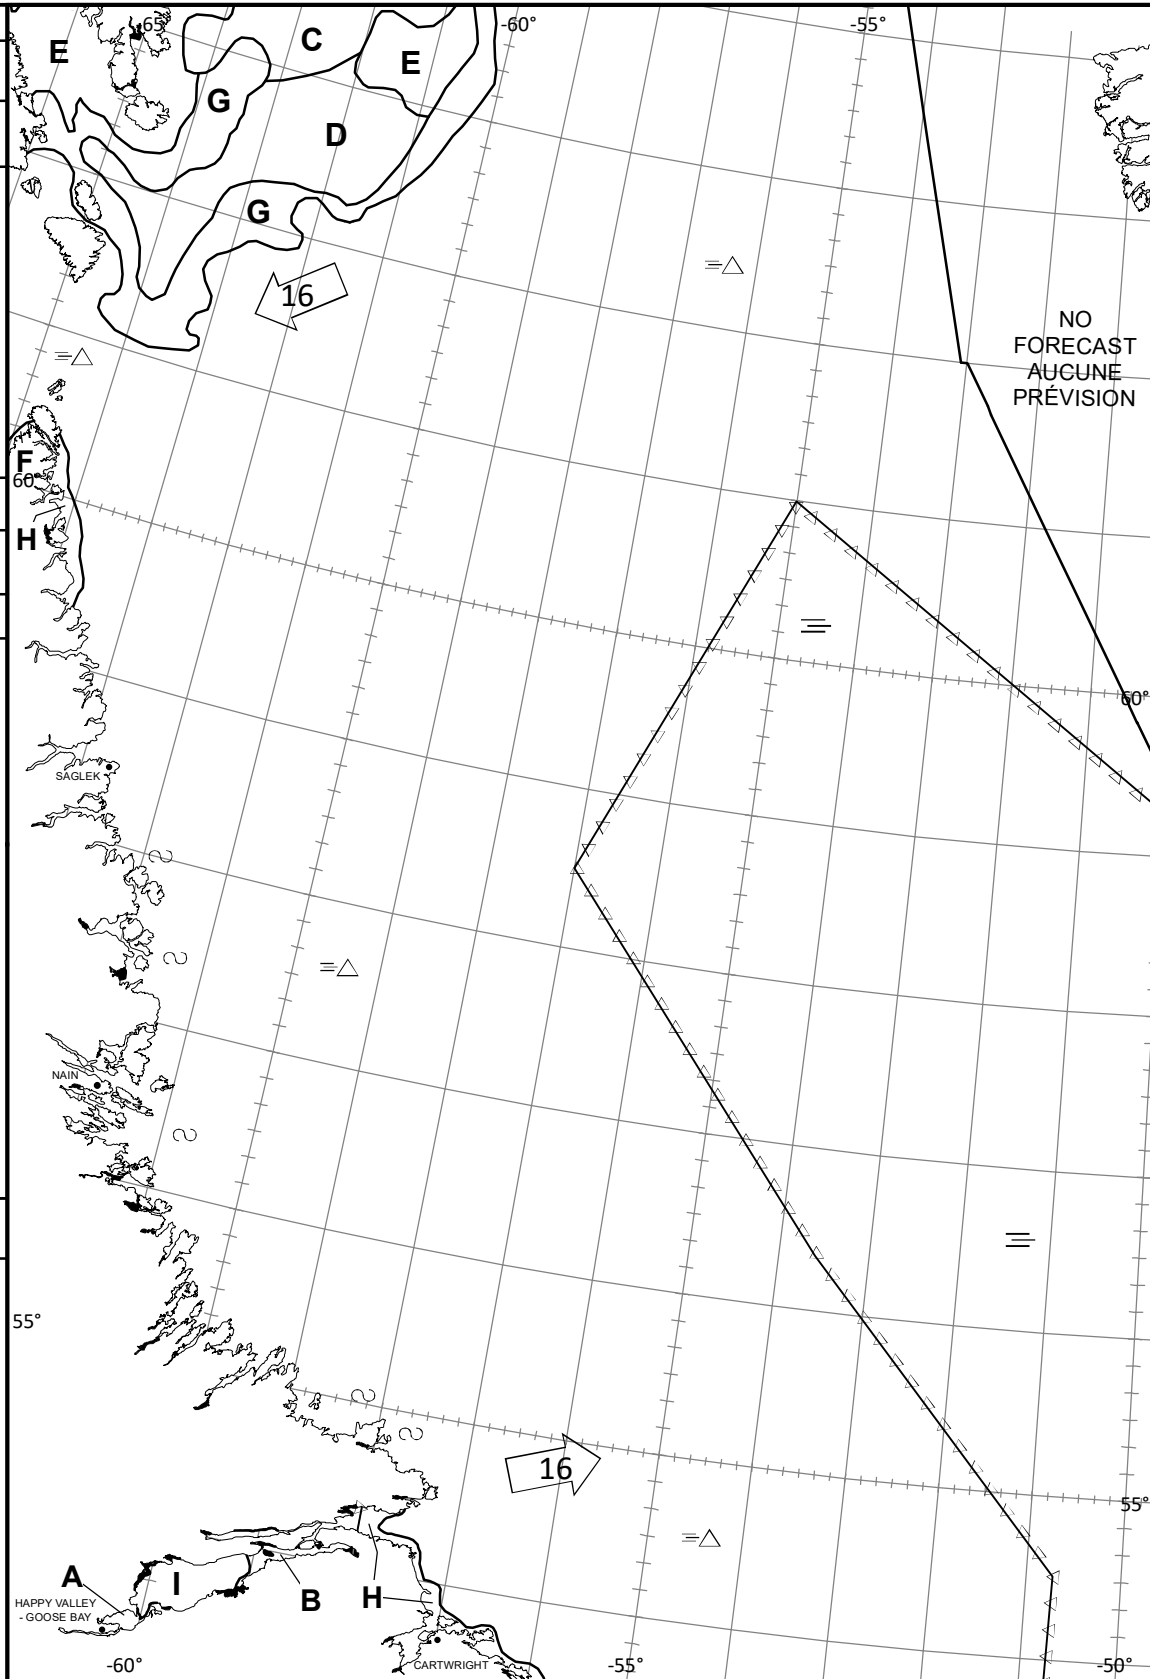 65°
-60°
-55°
C
E
E
G
D
G
16
NO
FORECAST
AUCUNE
PRÉVISION
F
60°
H
60°
SAGLEK
NAIN
55°
16
55°
A
I
B
H
HAPPY VALLEY
- GOOSE BAY
CARTWRIGHT
-60°
-55°
-50°